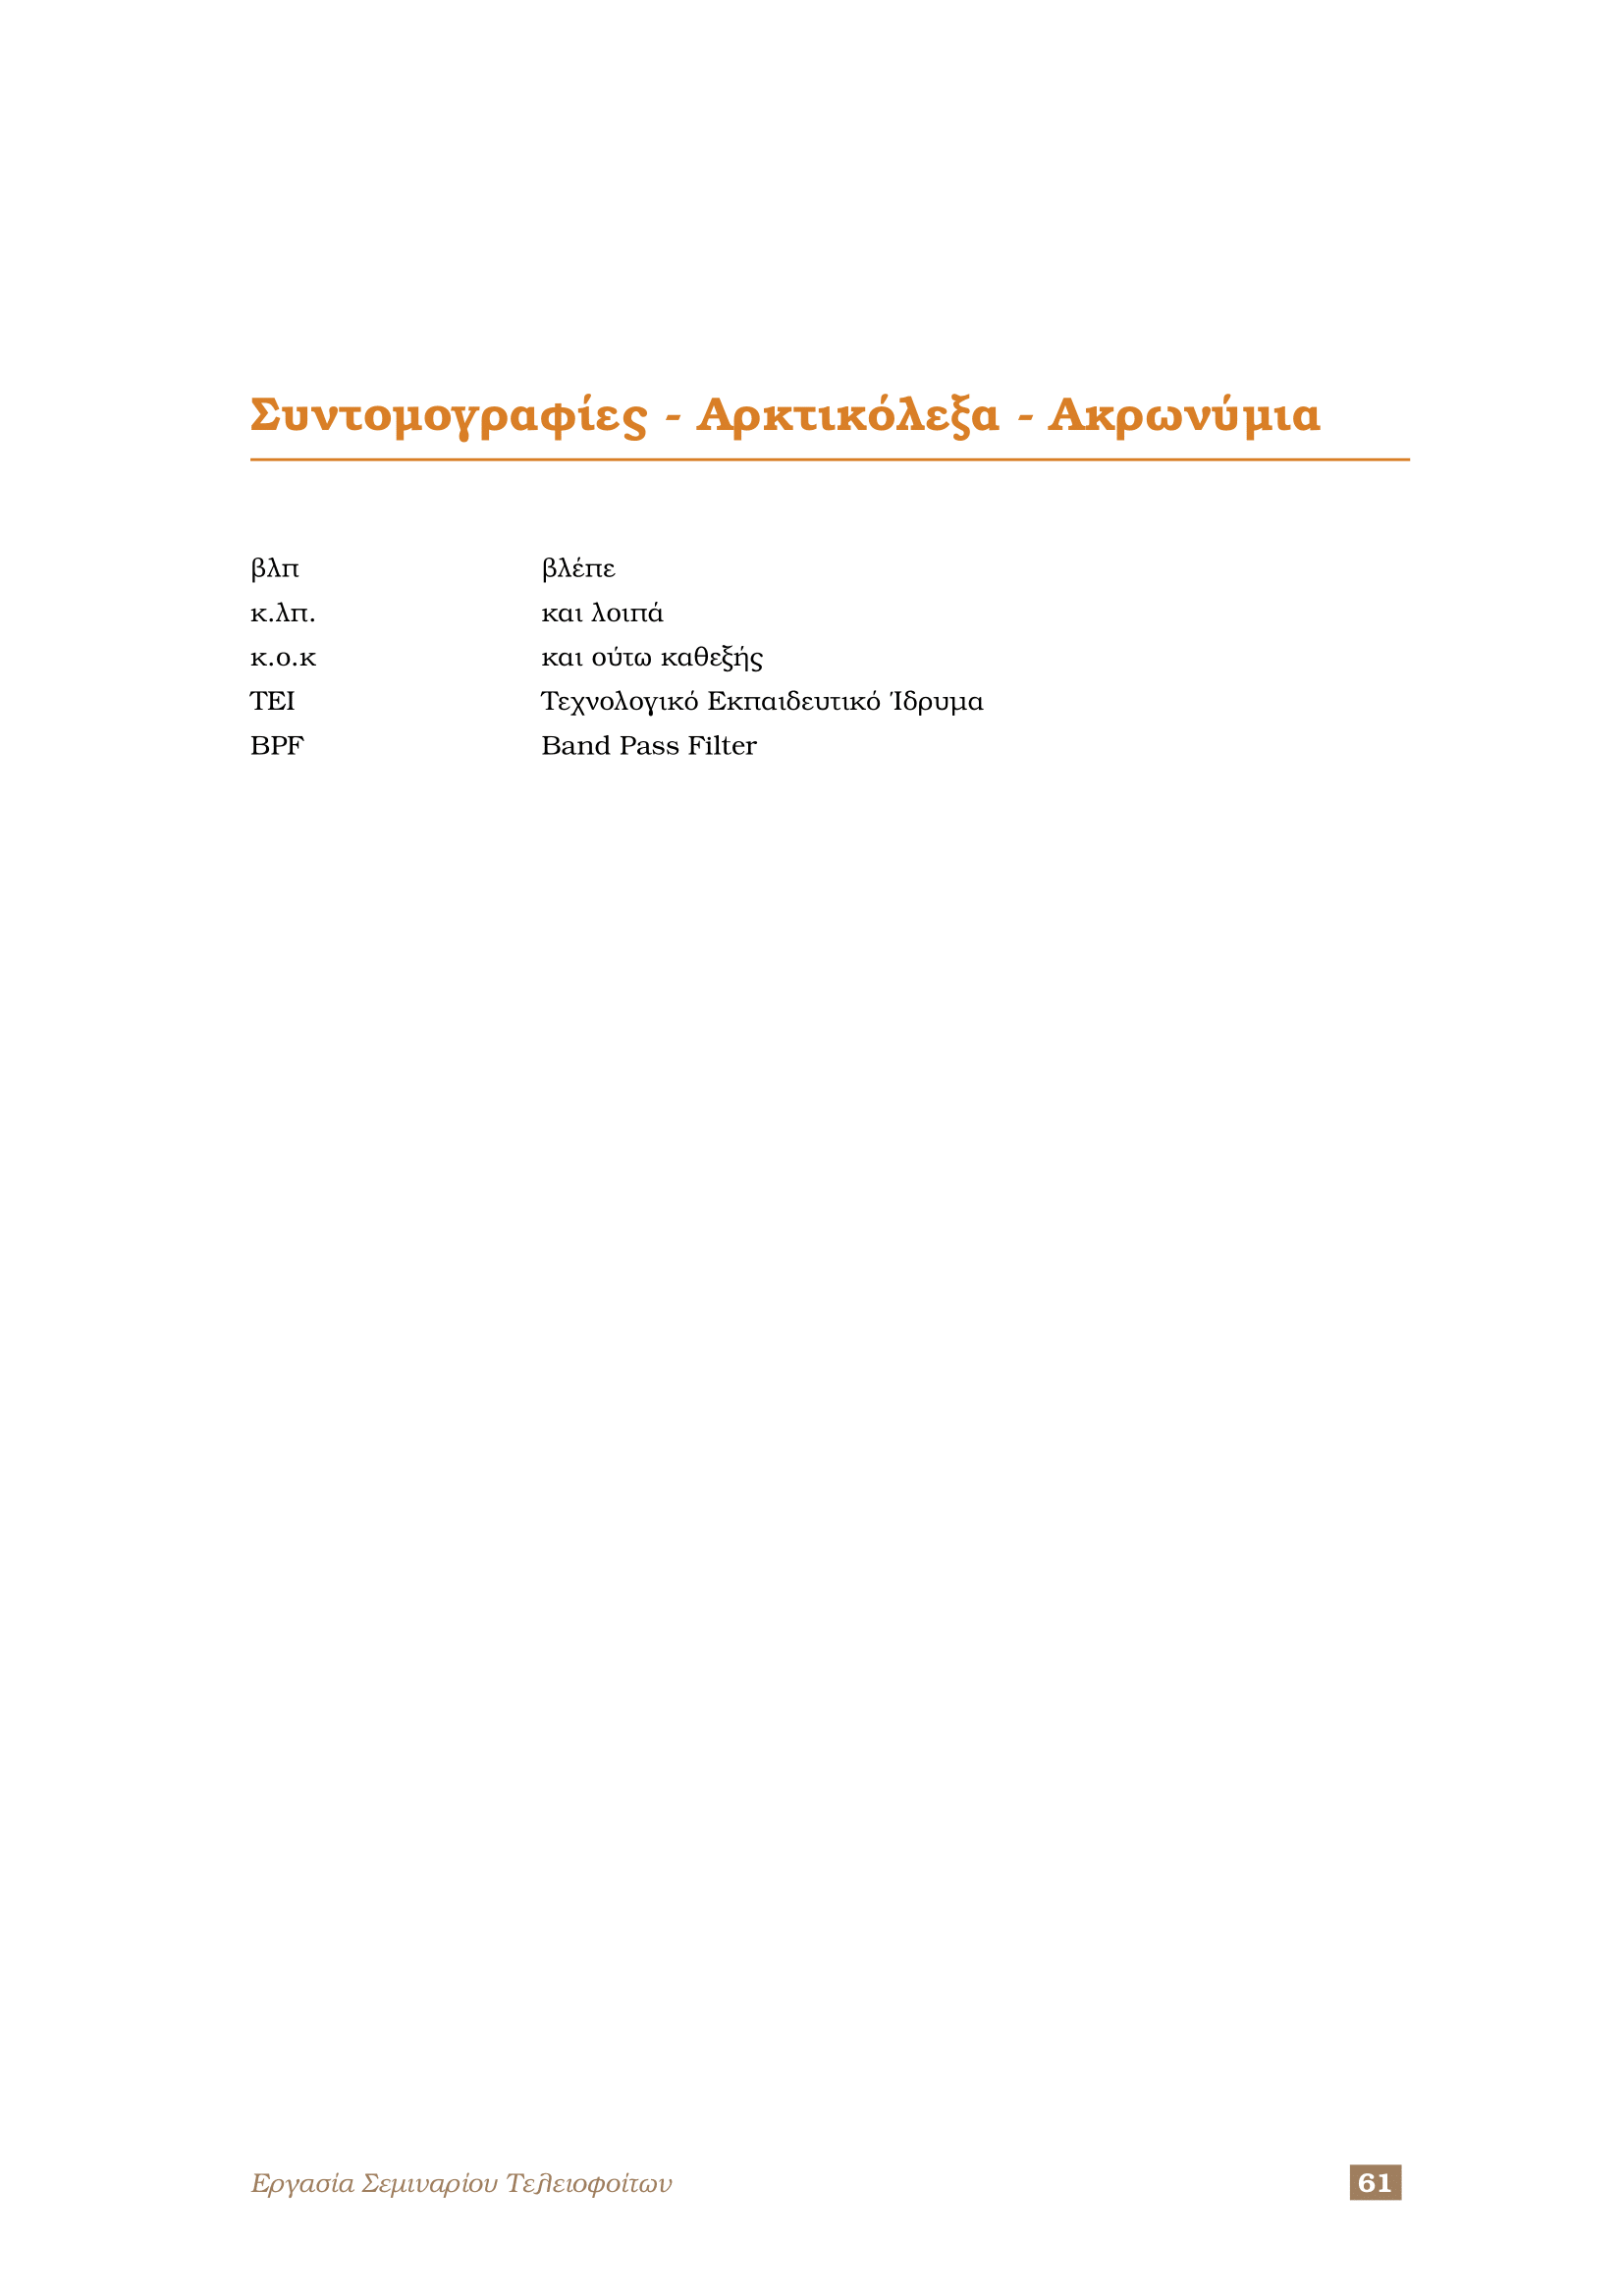 Συντομογραφίες - Αρκτικόλεξα - Ακρωνύμια
βλπ βλέπε
κ.λπ. και λοιπά
κ.ο.κ και ούτω καθεξής
ΤΕΙ Τεχνολογικό Εκπαιδευτικό Ίδρυμα
BPF Band Pass Filter
Εργασία Σεμιναρίου Τελειοφοίτων 61